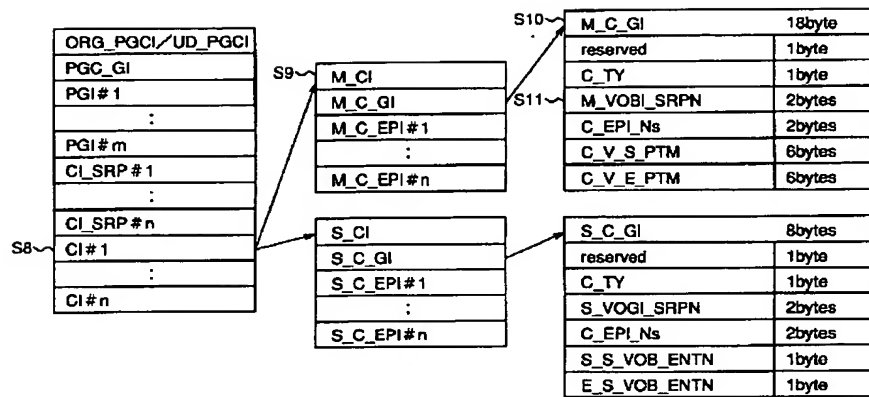 ORG_PGCI/UD_PGCI
PGC_GI
PGI#1
:
PGI#m
CI_SRP#1
:
CI_SRP#n
S8 CI#1
:
CI#n
S9 M_CI
M_C_GI
M_C_EPI#1
:
M_C_EPI#n
S_CI
S_C_GI
S_C_EPI#1
:
S_C_EPI#n
S10 M_C_GI 18byte
reserved 1byte
C_TY 1byte
S11 M_VOBI_SRPN 2bytes
C_EPI_Ns 2bytes
C_V_S_PTM 6bytes
C_V_E_PTM 6bytes
S_C_GI 8bytes
reserved 1byte
C_TY 1byte
S_VOGI_SRPN 2bytes
C_EPI_Ns 2bytes
S_S_VOB_ENTN 1byte
E_S_VOB_ENTN 1byte